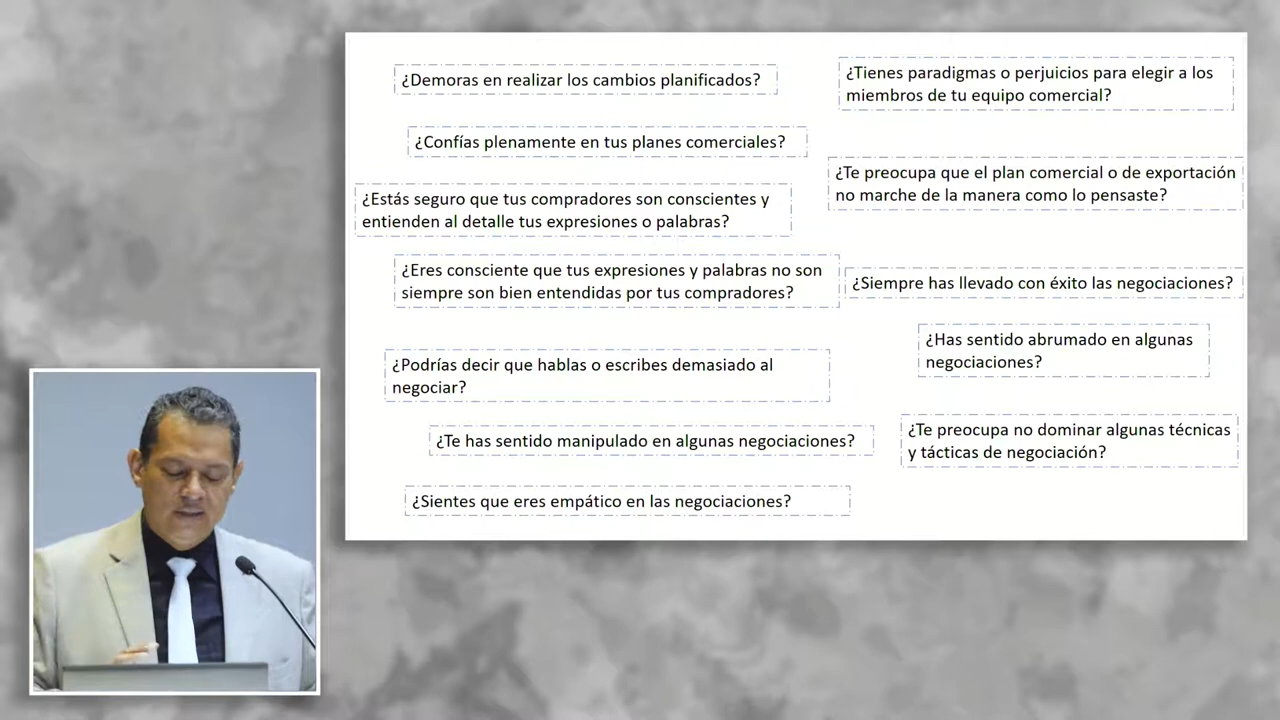 ¿Demoras en realizar los cambios planificados?
¿Confías plenamente en tus planes comerciales?
¿Estás seguro que tus compradores son conscientes y
entienden al detalle tus expresiones o palabras?
¿Eres consciente que tus expresiones y palabras no son
siempre son bien entendidas por tus compradores?
¿Podrías decir que hablas o escribes demasiado al
negociar?
¿Te has sentido manipulado en algunas negociaciones?
¿Sientes que eres empático en las negociaciones?
¿Tienes paradigmas o perjuicios para elegir a los
miembros de tu equipo comercial?
¿Te preocupa que el plan comercial o de exportación
no marche de la manera como lo pensaste?
¿Siempre has llevado con éxito las negociaciones?
¿Has sentido abrumado en algunas
negociaciones?
¿Te preocupa no dominar algunas técnicas
y tácticas de negociación?